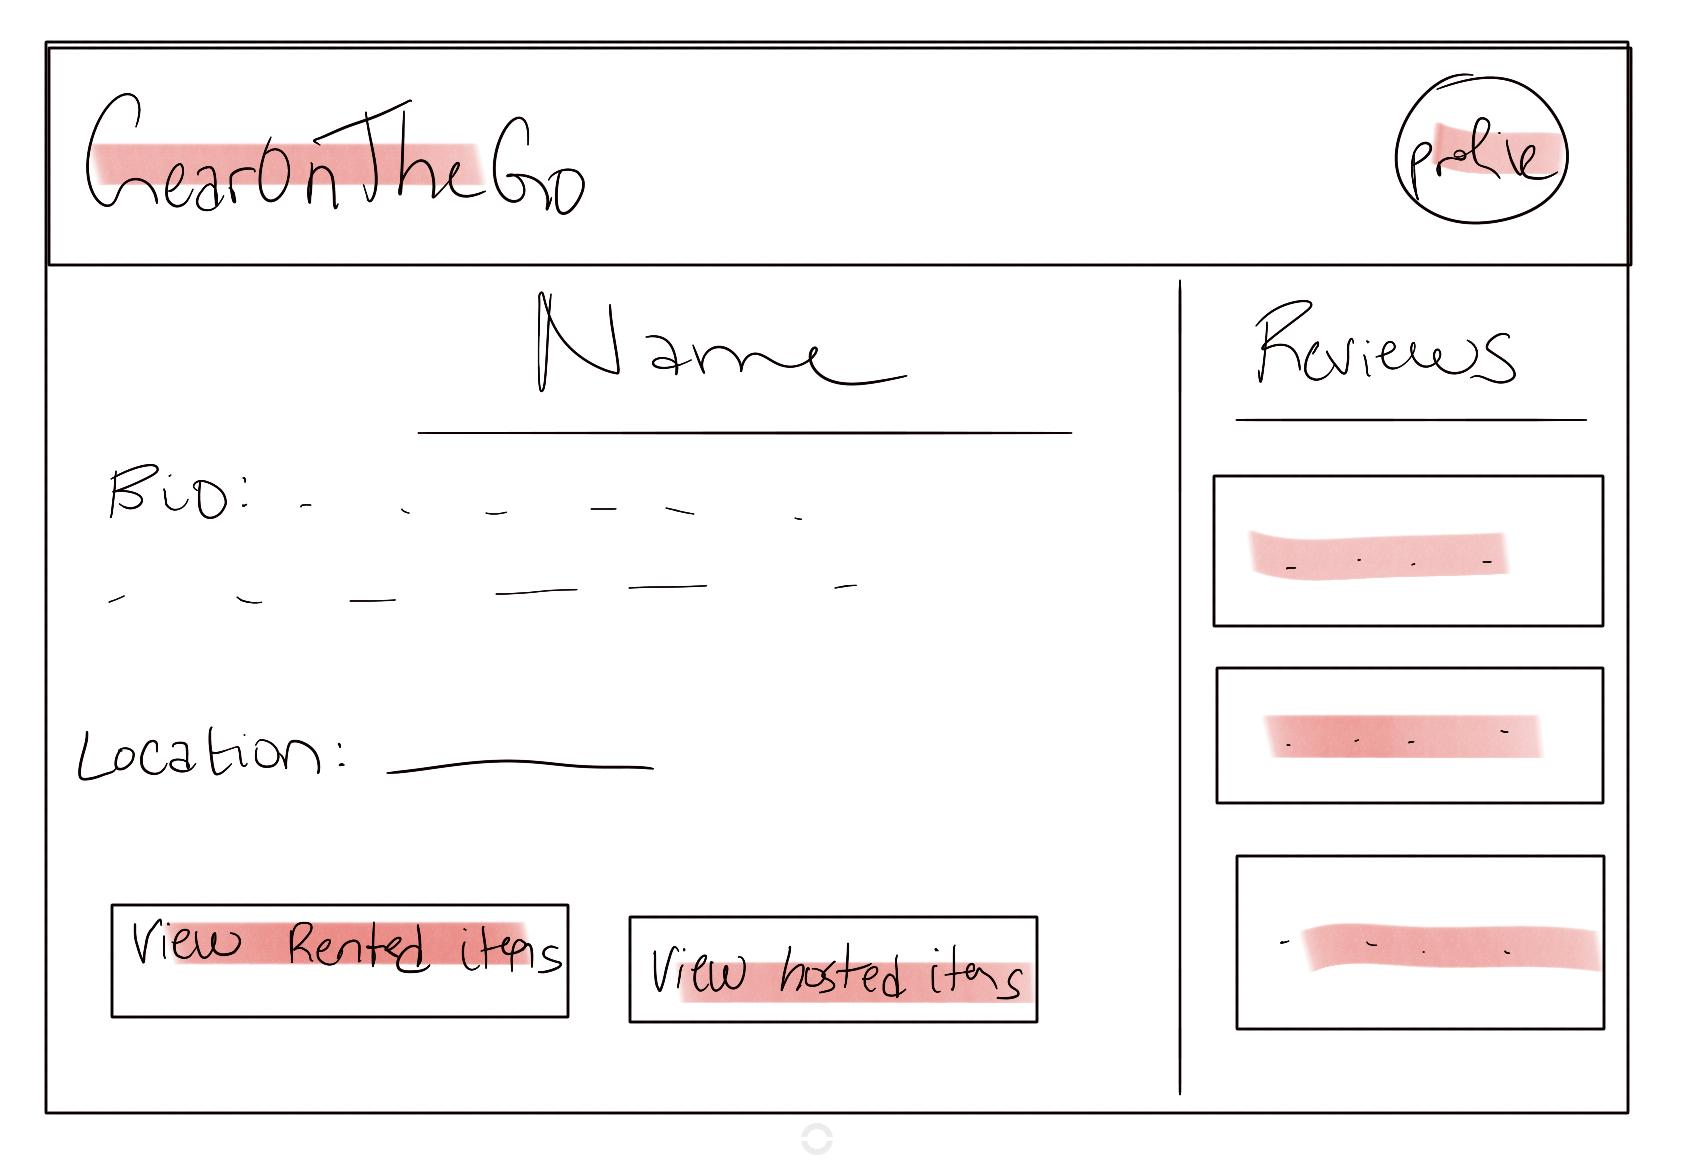 GearOnTheGo
profile
Name
Reviews
Bio:
Location:
View Rented items
View hosted items